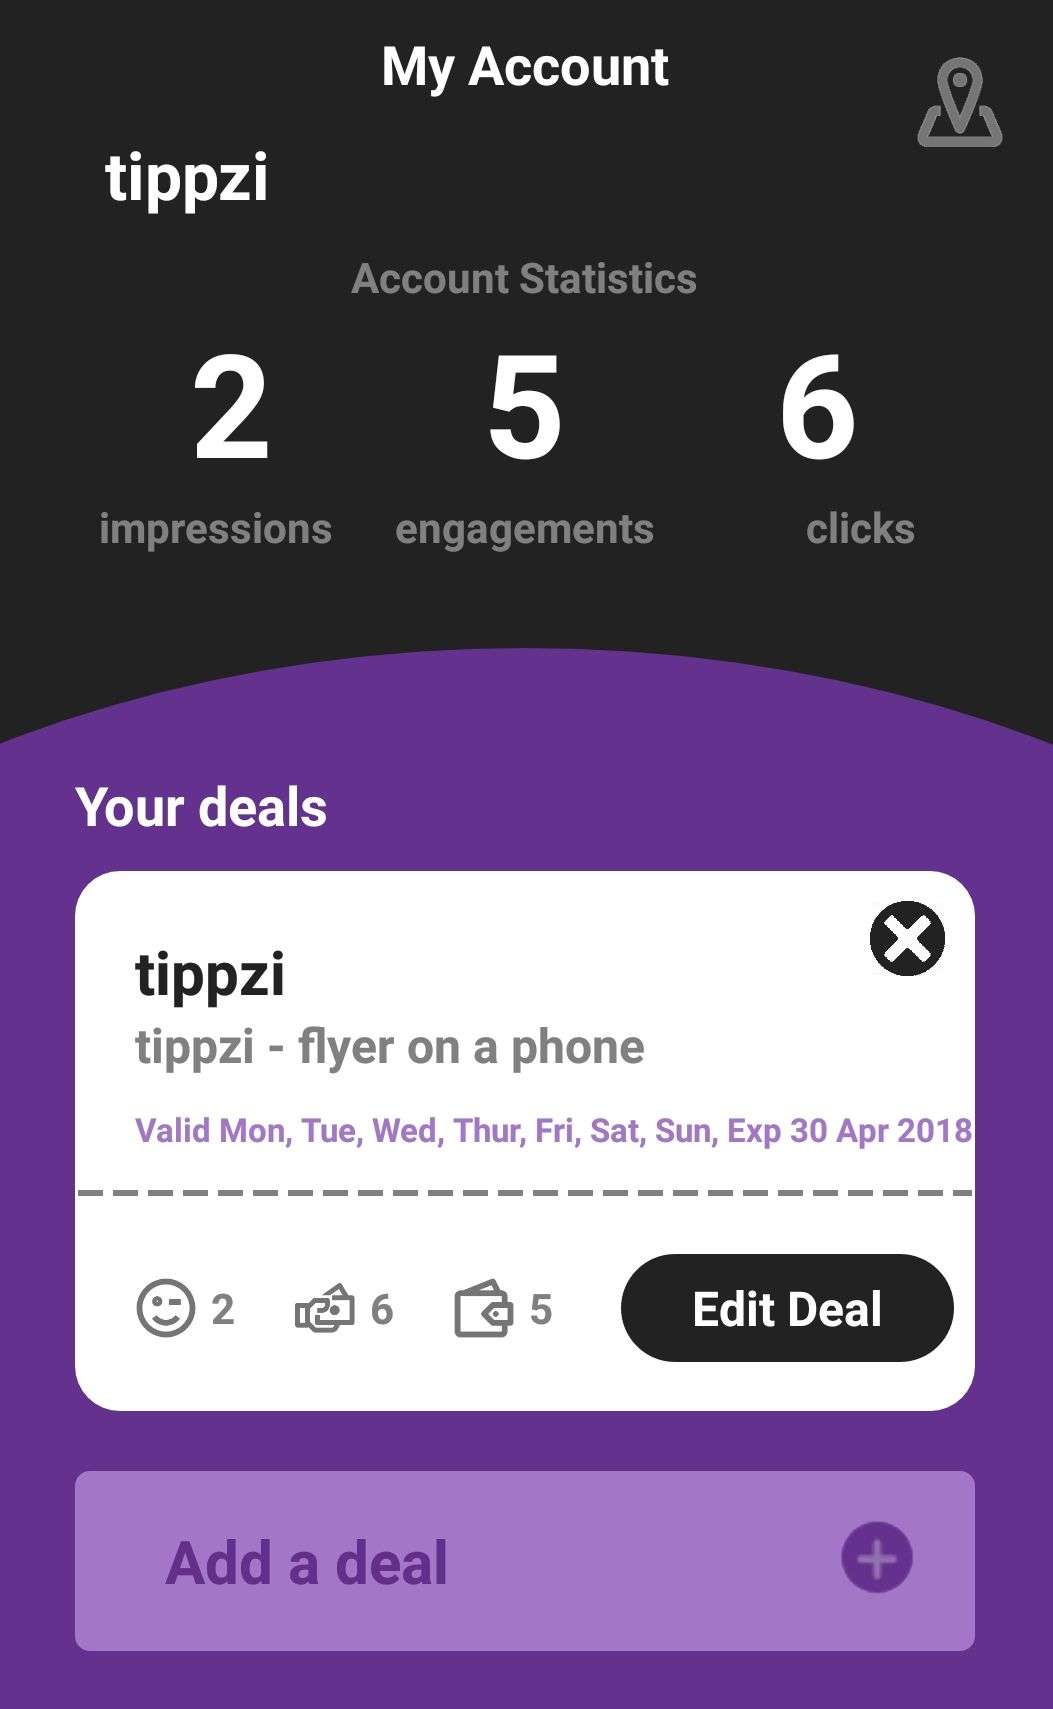 My Account
tippzi
Account Statistics
2 5 6
impressions engagements clicks
Your deals
tippzi
tippzi - flyer on a phone
Valid Mon, Tue, Wed, Thur, Fri, Sat, Sun, Exp 30 Apr 2018
2 6 5 Edit Deal
Add a deal